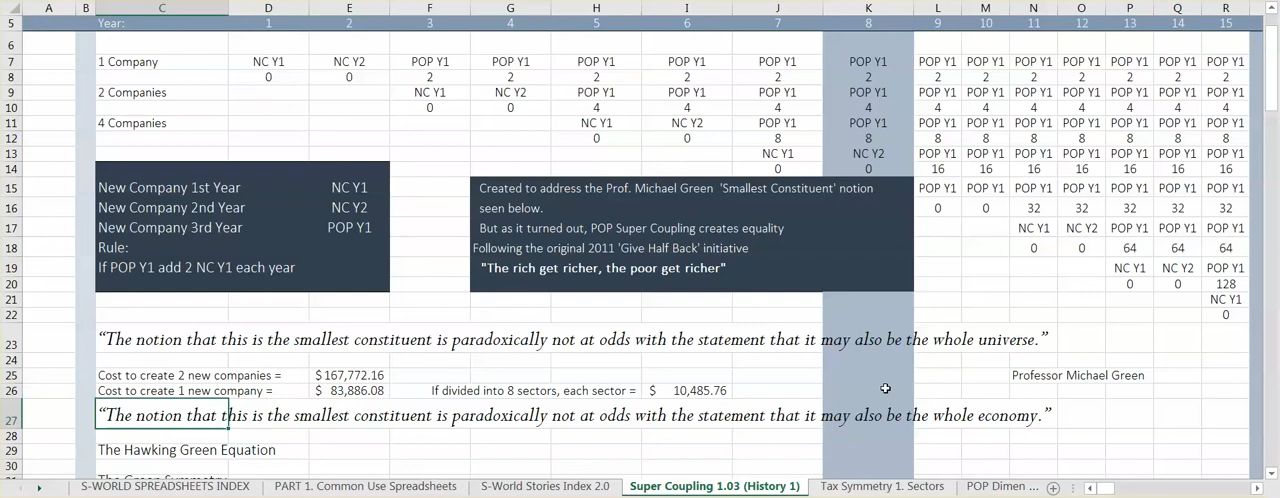 A B C D E F G H I J K L M N O P Q R
5 Year: 1 2 3 4 5 6 7 8 9 10 11 12 13 14 15
6
7 1 Company NC Y1 NC Y2 POP Y1 POP Y1 POP Y1 POP Y1 POP Y1 POP Y1 POP Y1 POP Y1 POP Y1 POP Y1 POP Y1 POP Y1 POP Y1
8 0 0 2 2 2 2 2 2 2 2 2 2 2 2 2
9 2 Companies NC Y1 NC Y2 POP Y1 POP Y1 POP Y1 POP Y1 POP Y1 POP Y1 POP Y1 POP Y1 POP Y1 POP Y1 POP Y1
10 0 0 4 4 4 4 4 4 4 4 4 4 4
11 4 Companies NC Y1 NC Y2 POP Y1 POP Y1 POP Y1 POP Y1 POP Y1 POP Y1 POP Y1 POP Y1 POP Y1
12 0 0 8 8 8 8 8 8 8 8 8
13 NC Y1 NC Y2 POP Y1 POP Y1 POP Y1 POP Y1 POP Y1 POP Y1 POP Y1
14 0 0 16 16 16 16 16 16 16
15 New Company 1st Year NC Y1 Created to address the Prof. Michael Green 'Smallest Constituent' notion POP Y1 POP Y1 POP Y1 POP Y1 POP Y1 POP Y1 POP Y1
16 New Company 2nd Year NC Y2 seen below. 0 0 32 32 32 32 32
17 New Company 3rd Year POP Y1 But as it turned out, POP Super Coupling creates equality NC Y1 NC Y2 POP Y1 POP Y1 POP Y1
18 Rule: Following the original 2011 'Give Half Back' initiative 0 0 64 64 64
19 If POP Y1 add 2 NC Y1 each year "The rich get richer, the poor get richer" NC Y1 NC Y2 POP Y1
20 0 0 128
21 NC Y1
22 0
23 “The notion that this is the smallest constituent is paradoxically not at odds with the statement that it may also be the whole universe.”
24
25 Cost to create 2 new companies = $ 167,772.16 Professor Michael Green
26 Cost to create 1 new company = $ 83,886.08 If divided into 8 sectors, each sector = $ 10,485.76
27 “The notion that this is the smallest constituent is paradoxically not at odds with the statement that it may also be the whole economy.”
28
29 The Hawking Green Equation
30
S-WORLD SPREADSHEETS INDEX PART 1. Common Use Spreadsheets S-World Stories Index 2.0 Super Coupling 1.03 (History 1) Tax Symmetry 1. Sectors POP Dimen ...